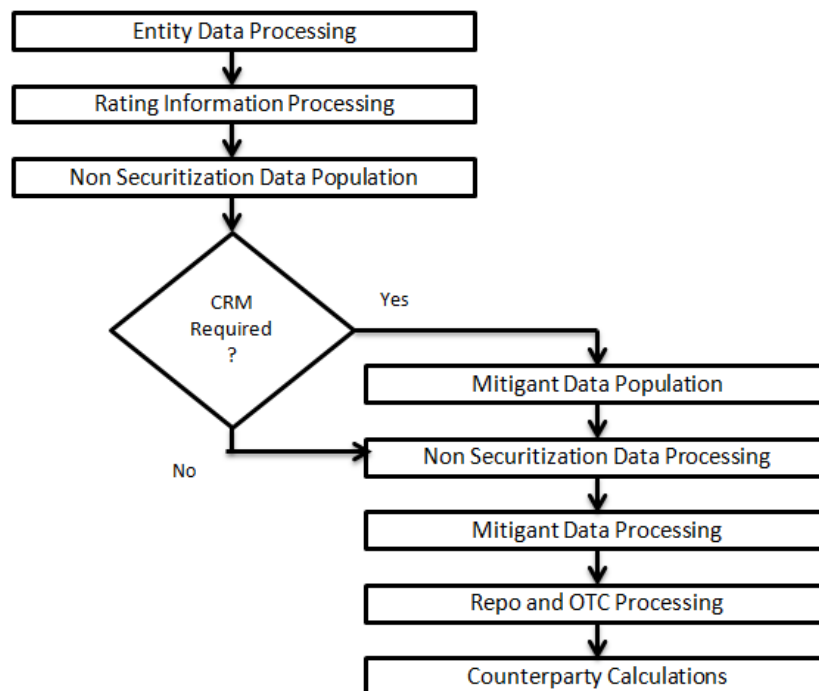 Entity Data Processing
Rating Information Processing
Non Securitization Data Population
CRM
Required
?
Yes
No
Mitigant Data Population
Non Securitization Data Processing
Mitigant Data Processing
Repo and OTC Processing
Counterparty Calculations